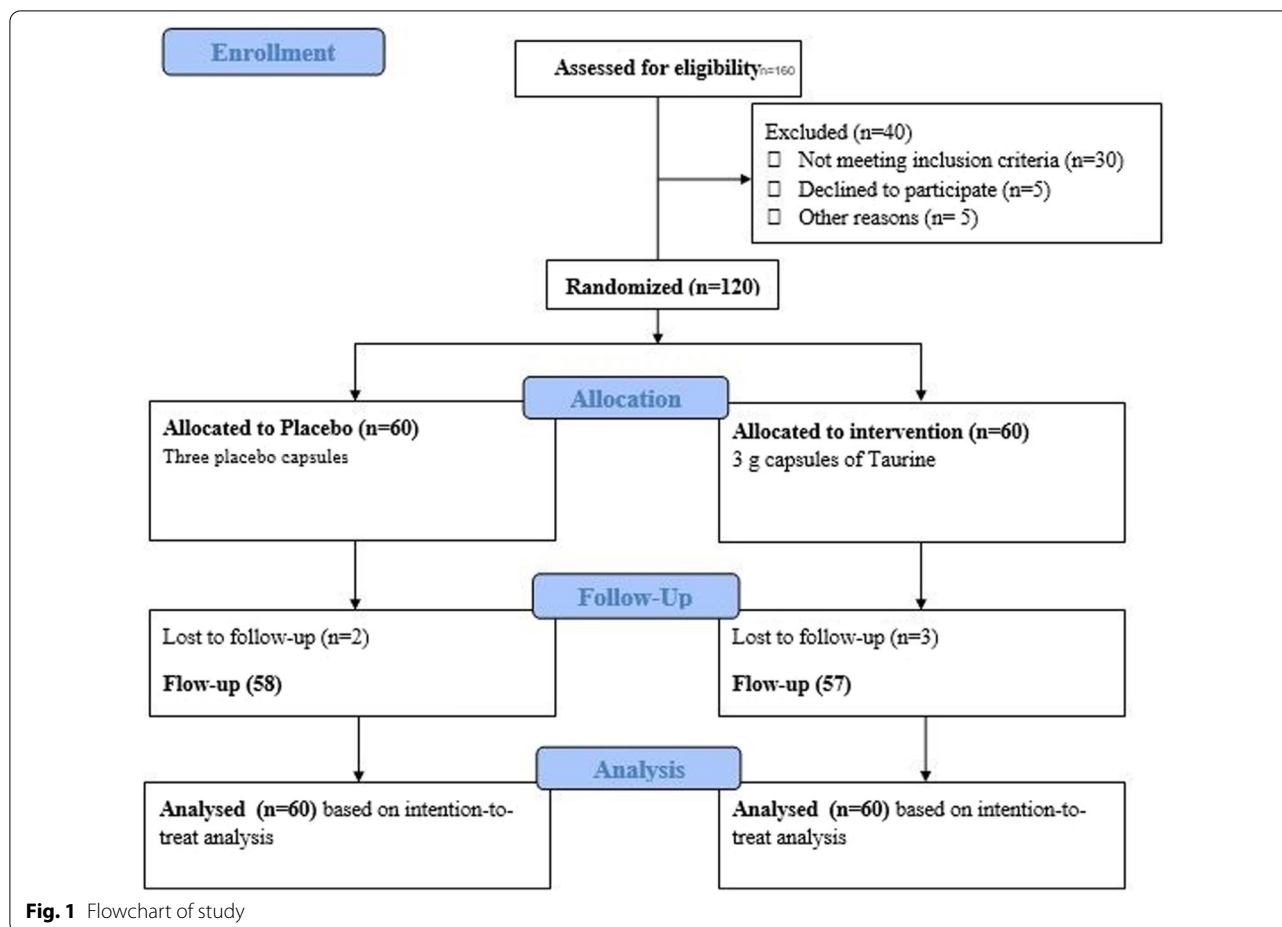 Enrollment
Assessed for eligibility n=160
Excluded (n=40)
☐ Not meeting inclusion criteria (n=30)
☐ Declined to participate (n=5)
☐ Other reasons (n= 5)
Randomized (n=120)
Allocation
Allocated to Placebo (n=60)
Three placebo capsules
Allocated to intervention (n=60)
3 g capsules of Taurine
Follow-Up
Lost to follow-up (n=2)
Flow-up (58)
Lost to follow-up (n=3)
Flow-up (57)
Analysis
Analysed (n=60) based on intention-to-
treat analysis
Analysed (n=60) based on intention-to-
treat analysis
Fig. 1 Flowchart of study